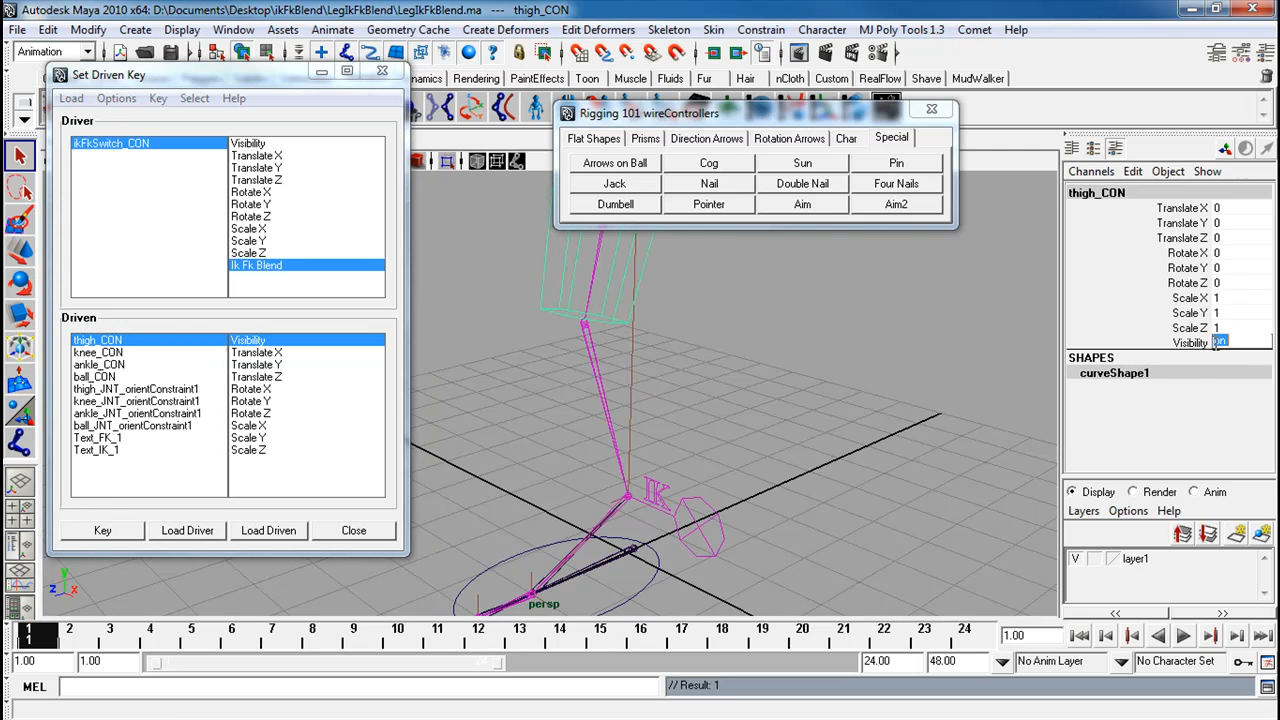 Autodesk Maya 2010 x64: D:\Documents\Desktop\ikFkBlend\LegIkFkBlend\LegIkFkBlend.ma --- thigh_CON
File Edit Modify Create Display Window Assets Animate Geometry Cache Create Deformers Edit Deformers Skeleton Skin Constrain Character MJ Poly Tools 1.3 Comet Help
Animation
Set Driven Key
Rendering PaintEffects Toon Muscle Fluids Fur Hair nCloth Custom RealFlow Shave MudWalker
Load Options Key Select Help
Driver
ikFkSwitch_CON
Visibility
Translate X
Translate Y
Translate Z
Rotate X
Rotate Y
Rotate Z
Scale X
Scale Y
Scale Z
Ik Fk Blend
Driven
thigh_CON
knee_CON
ankle_CON
ball_CON
thigh_JNT_orientConstraint1
knee_JNT_orientConstraint1
ankle_JNT_orientConstraint1
ball_JNT_orientConstraint1
Text_FK_1
Text_IK_1
Visibility
Translate X
Translate Y
Translate Z
Rotate X
Rotate Y
Rotate Z
Scale X
Scale Y
Scale Z
Key Load Driver Load Driven Close
Rigging 101 wireControllers
Flat Shapes Prisms Direction Arrows Rotation Arrows Char Special
Arrows on Ball Cog Sun Pin
Jack Nail Double Nail Four Nails
Dumbell Pointer Aim Aim2
IK
persp
y
z x
Channels Edit Object Show
thigh_CON
Translate X 0
Translate Y 0
Translate Z 0
Rotate X 0
Rotate Y 0
Rotate Z 0
Scale X 1
Scale Y 1
Scale Z 1
Visibility on
SHAPES
curveShape1
Display Render Anim
Layers Options Help
V layer1
<< >>
1 2 3 4 5 6 7 8 9 10 11 12 13 14 15 16 17 18 19 20 21 22 23 24
1
1.00
1.00 1.00 24.00 48.00 No Anim Layer No Character Set
MEL // Result: 1